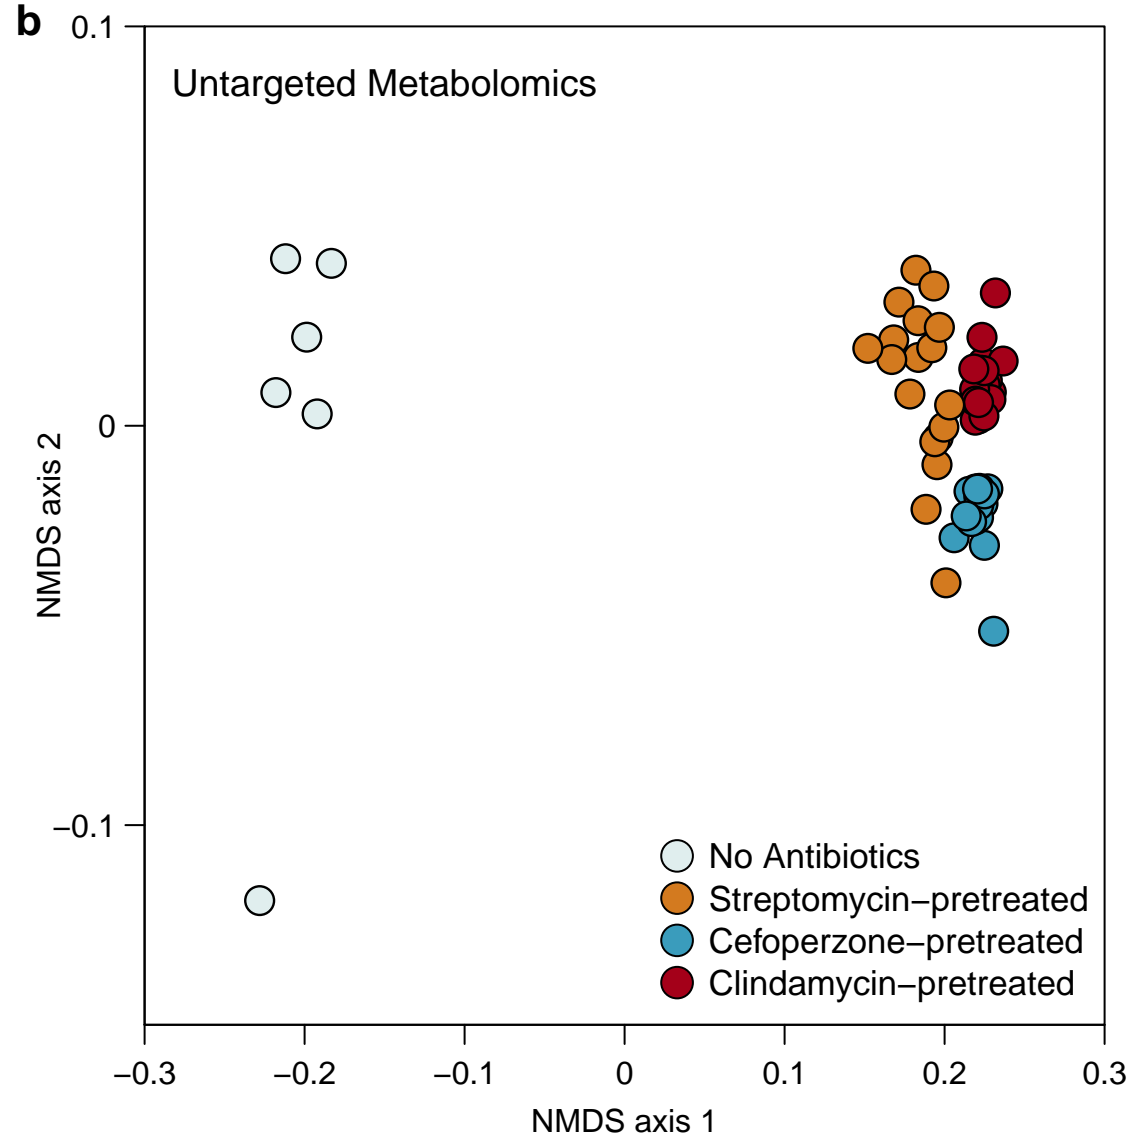 b
0.1
Untargeted Metabolomics
0
NMDS axis 2
−0.1
No Antibiotics
Streptomycin−pretreated
Cefoperzone−pretreated
Clindamycin−pretreated
−0.3 −0.2 −0.1 0 0.1 0.2 0.3
NMDS axis 1